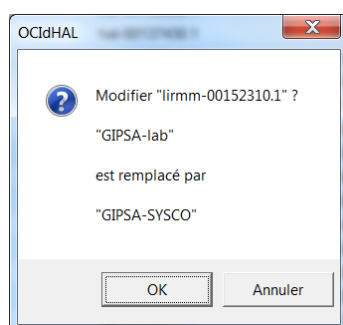 OCIdHAL
Modifier "lirmm-00152310.1" ?
"GIPSA-lab"
est remplacé par
"GIPSA-SYSCO"
OK
Annuler